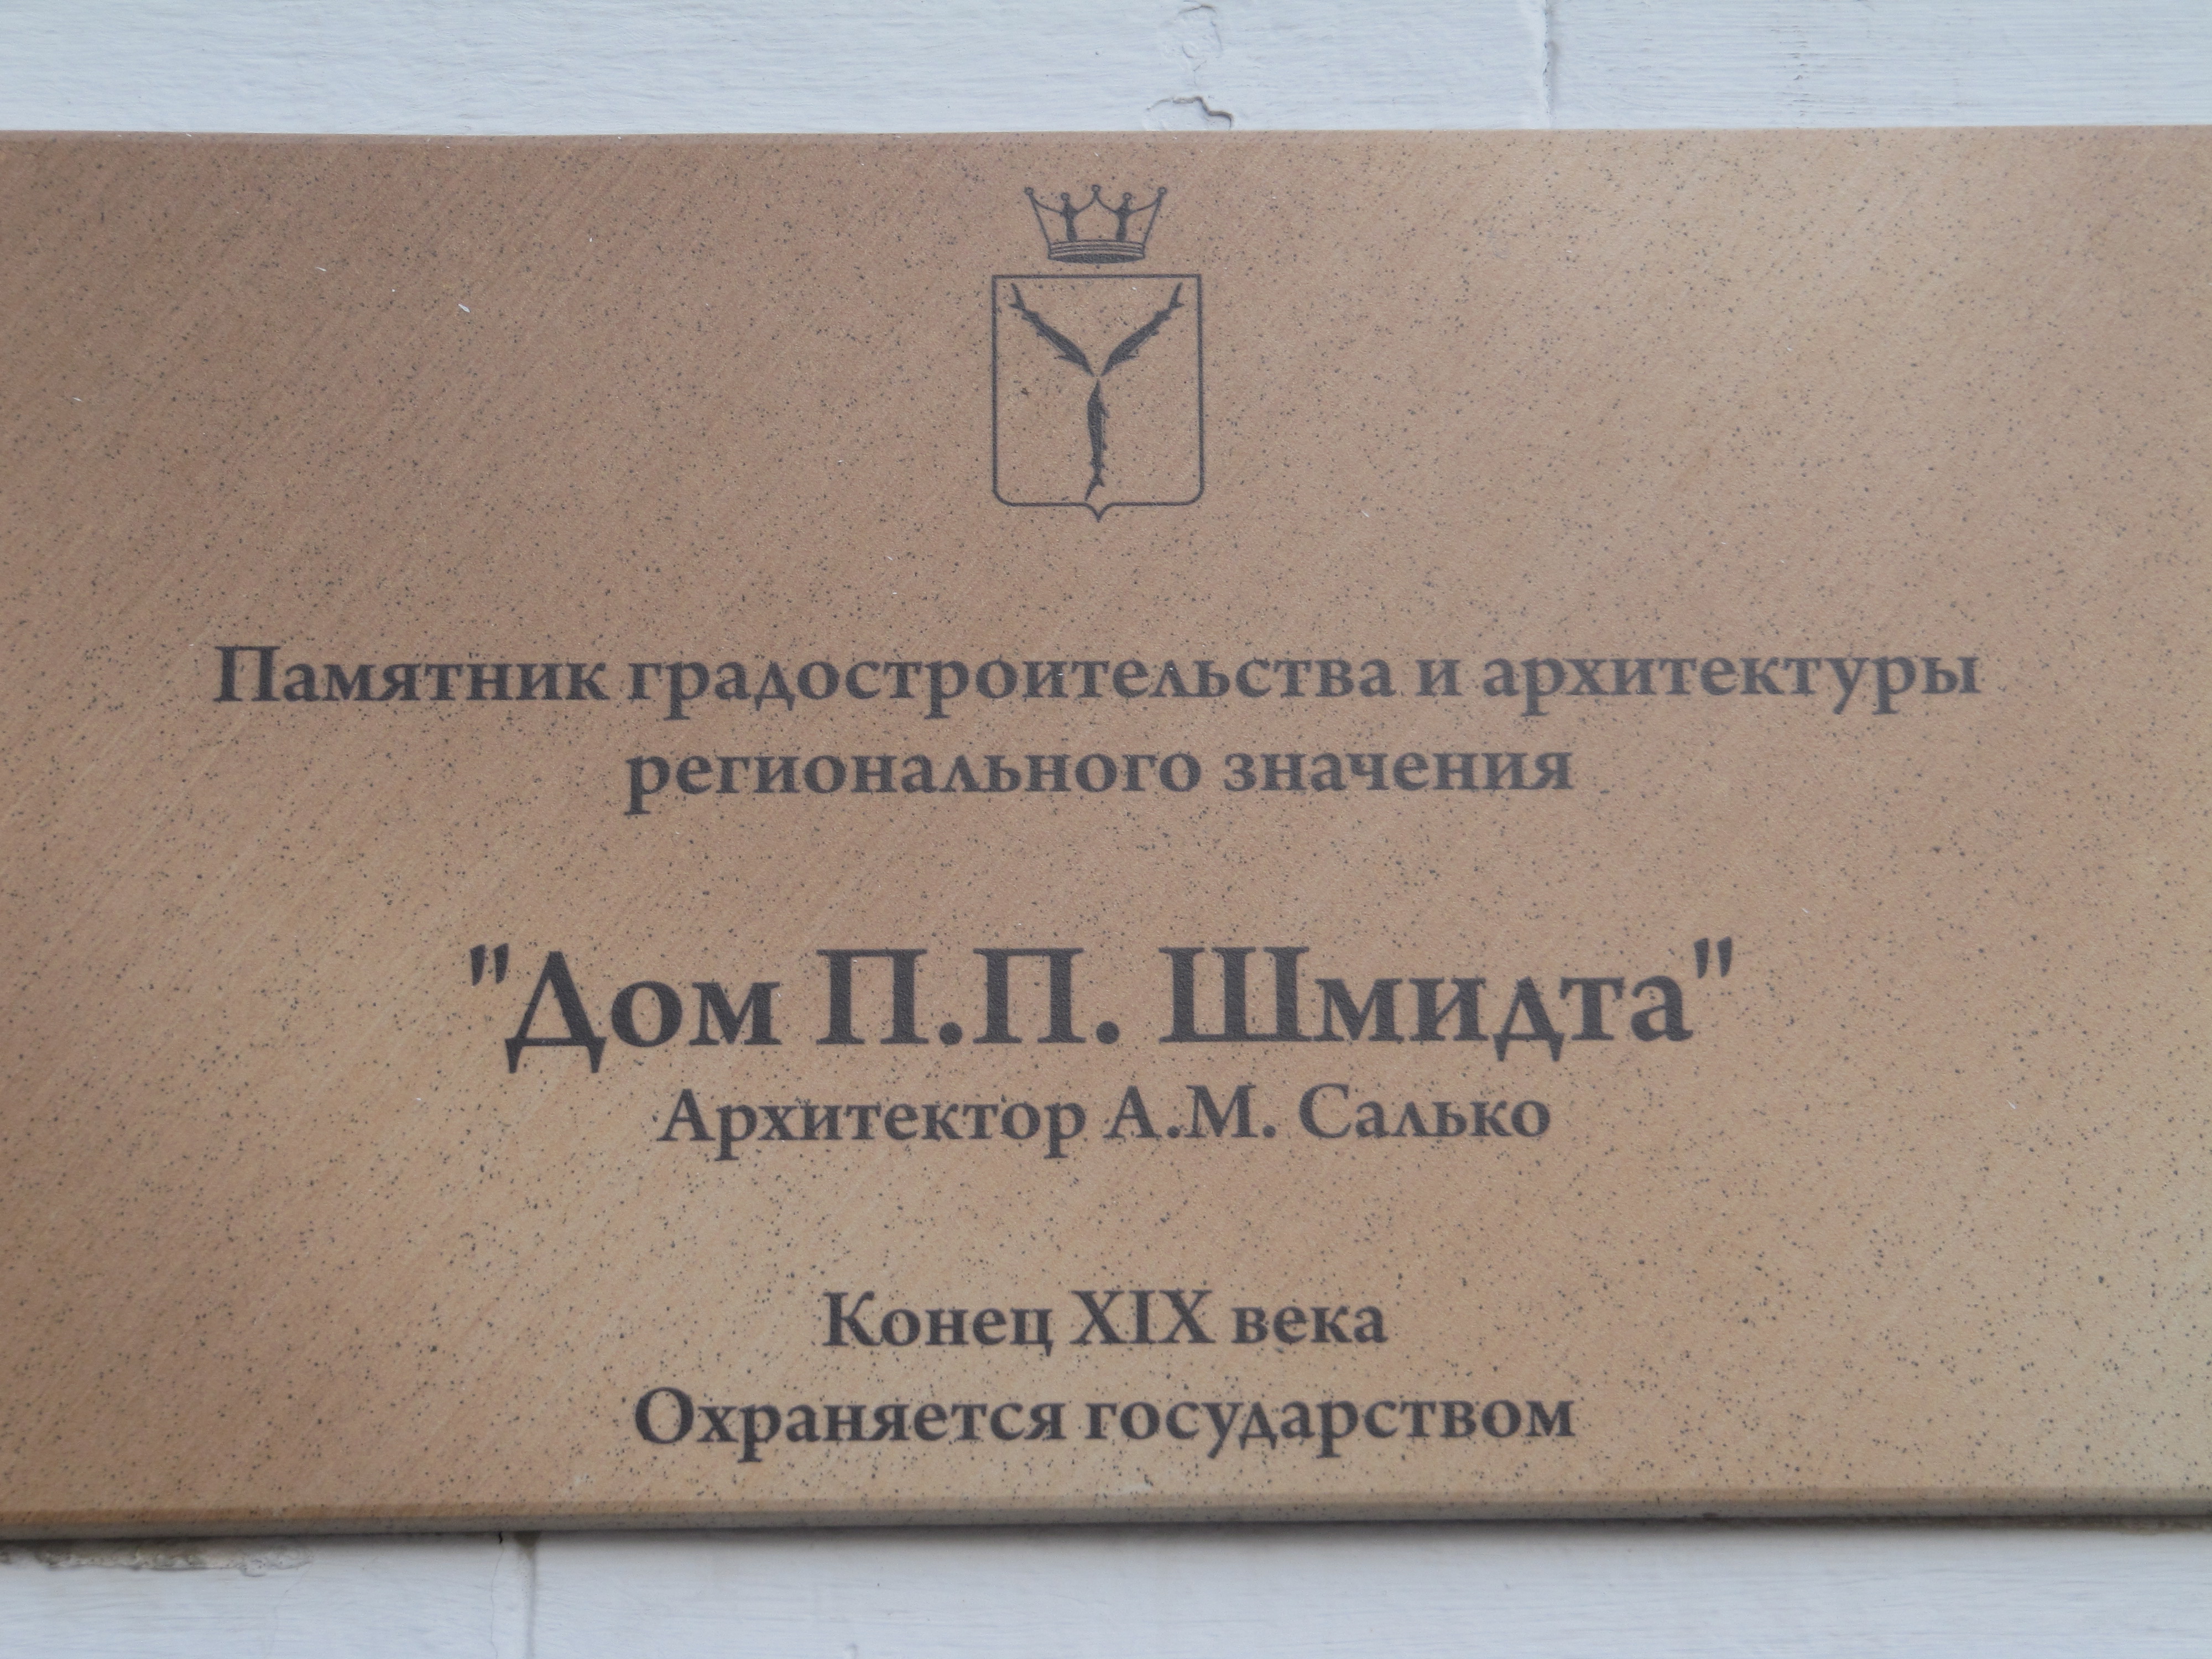 Памятник градостроительства и архитектуры
регионального значения
"Дом П.П. Шмидта"
Архитектор А.М. Салько
Конец XIX века
Охраняется государством